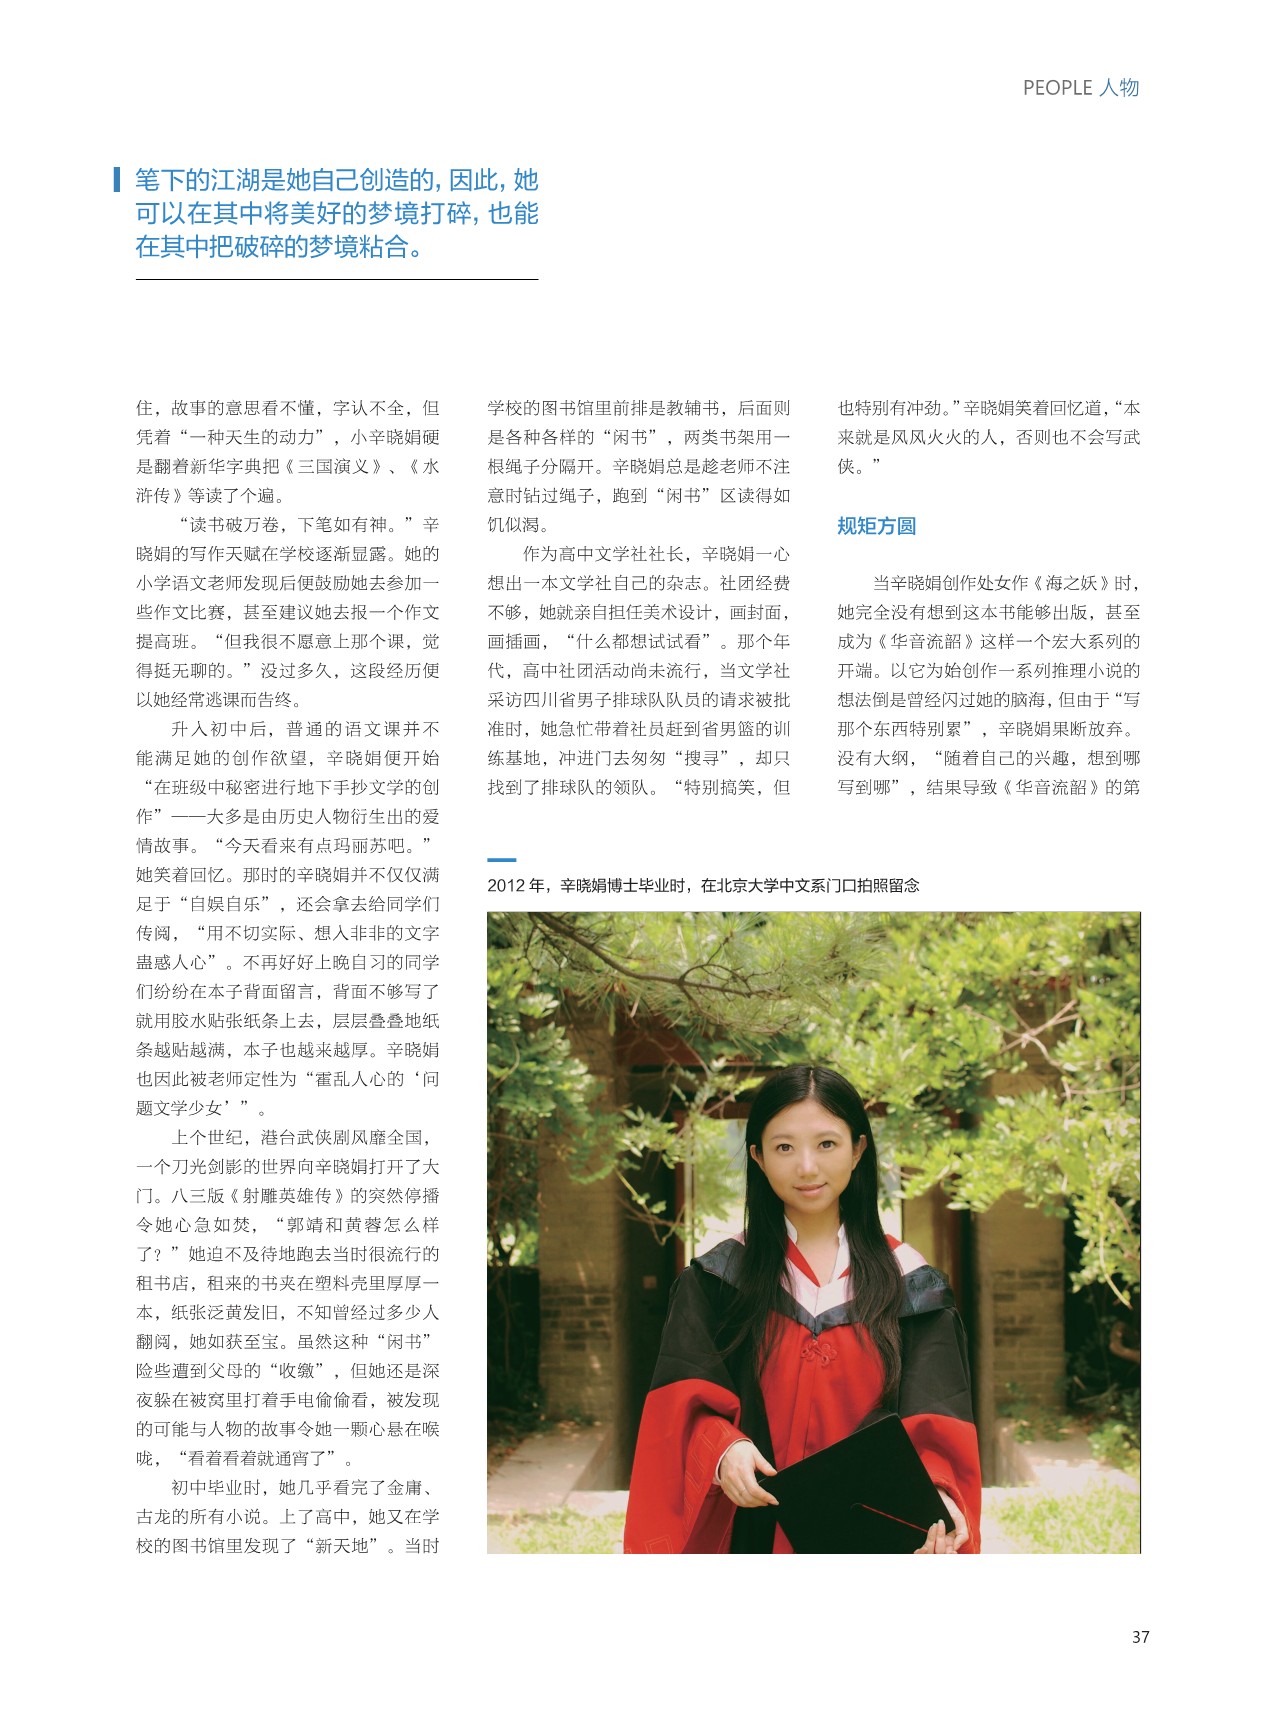 PEOPLE 人物
笔下的江湖是她自己创造的，因此，她
可以在其中将美好的梦境打碎，也能
在其中把破碎的梦境粘合。
住，故事的意思看不懂，字认不全，但
凭着“一种天生的动力”，小辛晓娟硬
是翻着新华字典把《三国演义》、《水
浒传》等读了个遍。
“读书破万卷，下笔如有神。”辛
晓娟的写作天赋在学校逐渐显露。她的
小学语文老师发现后便鼓励她去参加一
些作文比赛，甚至建议她去报一个作文
提高班。“但我很不愿意上那个课，觉
得挺无聊的。”没过多久，这段经历便
以她经常逃课而告终。
升入初中后，普通的语文课并不
能满足她的创作欲望，辛晓娟便开始
“在班级中秘密进行地下手抄文学的创
作”——大多是由历史人物衍生出的爱
情故事。“今天看来有点玛丽苏吧。”
她笑着回忆。那时的辛晓娟并不仅仅满
足于“自娱自乐”，还会拿去给同学们
传阅，“用不切实际、想入非非的文字
蛊惑人心”。不再好好上晚自习的同学
们纷纷在本子背面留言，背面不够写了
就用胶水贴张纸条上去，层层叠叠地纸
条越贴越满，本子也越来越厚。辛晓娟
也因此被老师定性为“霍乱人心的‘问
题文学少女’”。
上个世纪，港台武侠剧风靡全国，
一个刀光剑影的世界向辛晓娟打开了大
门。八三版《射雕英雄传》的突然停播
令她心急如焚，“郭靖和黄蓉怎么样
了？”她迫不及待地跑去当时很流行的
租书店，租来的书夹在塑料壳里厚厚一
本，纸张泛黄发旧，不知曾经过多少人
翻阅，她如获至宝。虽然这种“闲书”
险些遭到父母的“收缴”，但她还是深
夜躲在被窝里打着手电偷偷看，被发现
的可能与人物的故事令她一颗心悬在喉
咙，“看着看着就通宵了”。
初中毕业时，她几乎看完了金庸、
古龙的所有小说。上了高中，她又在学
校的图书馆里发现了“新天地”。当时
学校的图书馆里前排是教辅书，后面则
是各种各样的“闲书”，两类书架用一
根绳子分隔开。辛晓娟总是趁老师不注
意时钻过绳子，跑到“闲书”区读得如
饥似渴。
作为高中文学社社长，辛晓娟一心
想出一本文学社自己的杂志。社团经费
不够，她就亲自担任美术设计，画封面，
画插画，“什么都想试试看”。那个年
代，高中社团活动尚未流行，当文学社
采访四川省男子排球队队员的请求被批
准时，她急忙带着社员赶到省男篮的训
练基地，冲进门去匆匆“搜寻”，却只
找到了排球队的领队。“特别搞笑，但
也特别有冲劲。”辛晓娟笑着回忆道，“本
来就是风风火火的人，否则也不会写武
侠。”
规矩方圆
当辛晓娟创作处女作《海之妖》时，
她完全没有想到这本书能够出版，甚至
成为《华音流韶》这样一个宏大系列的
开端。以它为始创作一系列推理小说的
想法倒是曾经闪过她的脑海，但由于“写
那个东西特别累”，辛晓娟果断放弃。
没有大纲，“随着自己的兴趣，想到哪
写到哪”，结果导致《华音流韶》的第
2012 年，辛晓娟博士毕业时，在北京大学中文系门口拍照留念
37